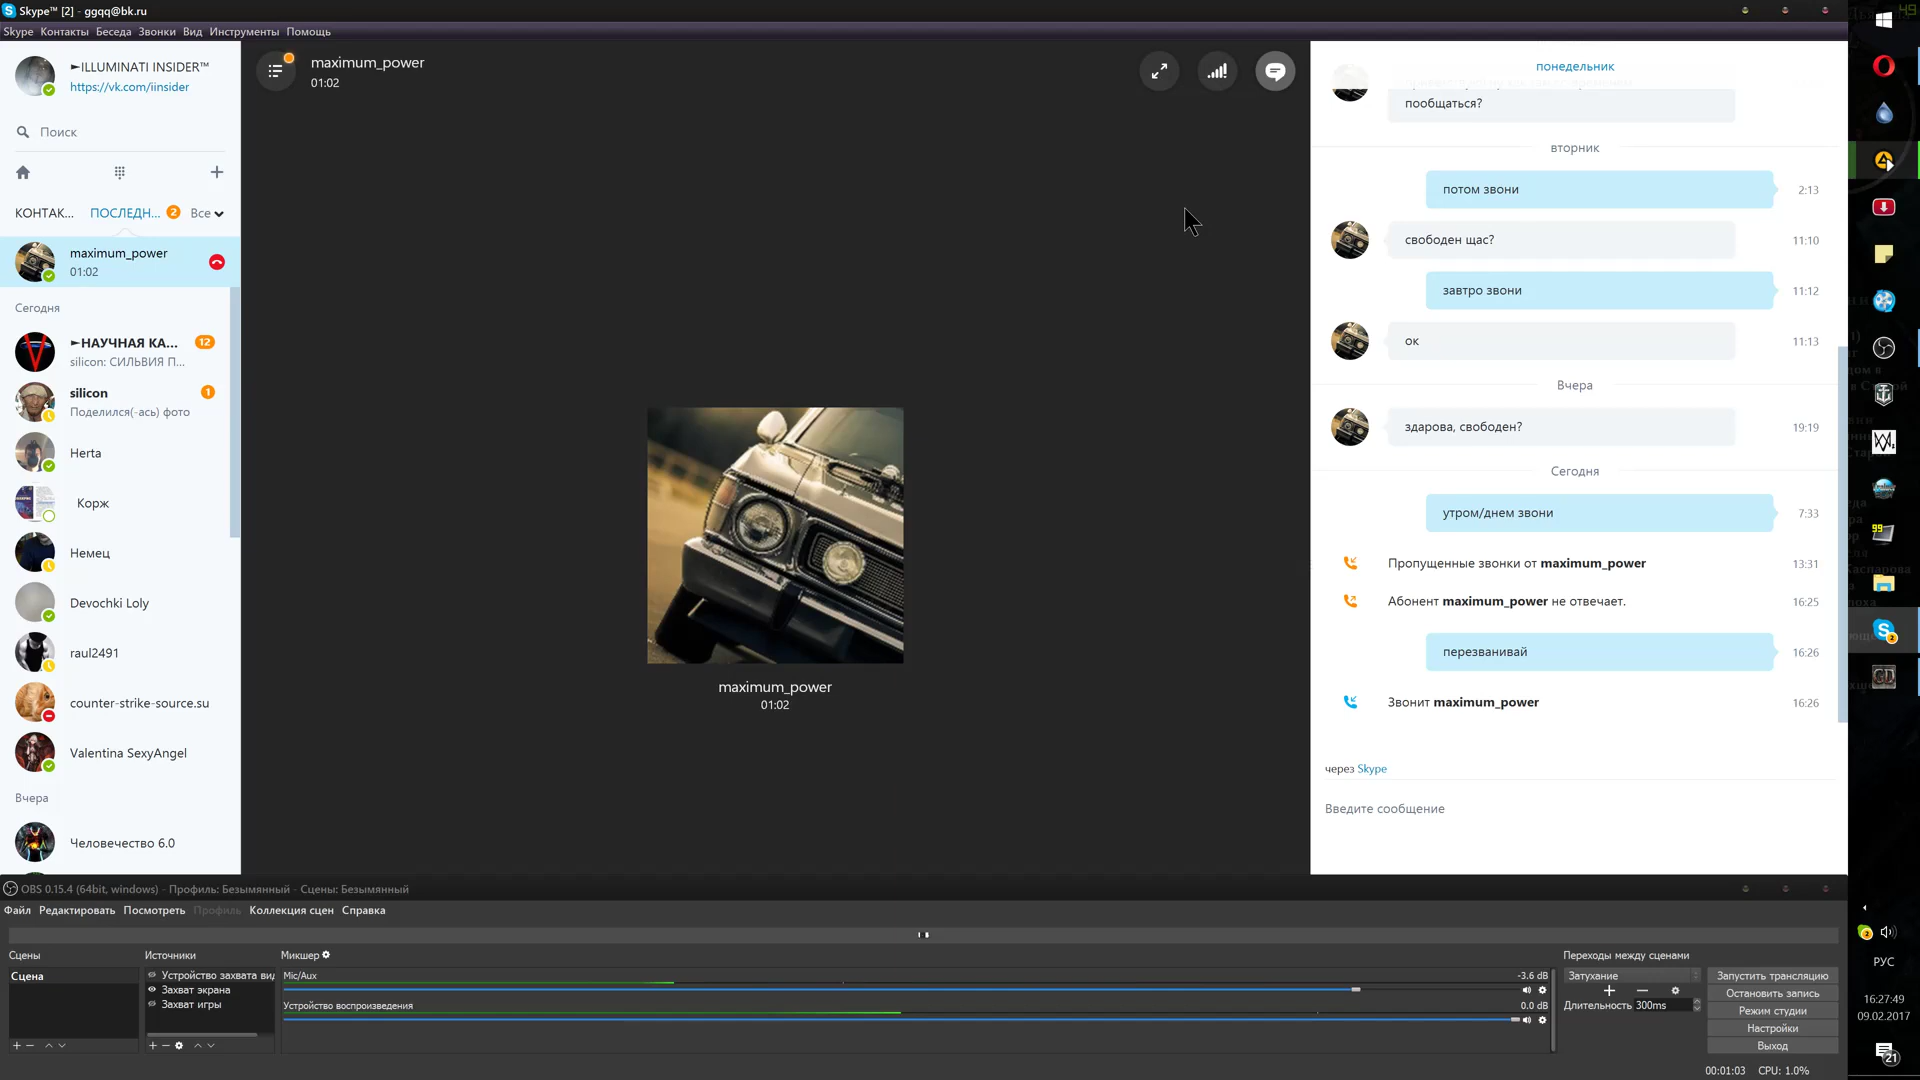 Skype™ [2] - ggqq@bk.ru
Skype Контакты Беседа Звонки Вид Инструменты Помощь
►ILLUMINATI INSIDER™
https://vk.com/iinsider
Поиск
КОНТАК... ПОСЛЕДН... 2 Все
maximum_power
01:02
Сегодня
►НАУЧНАЯ КА... 12
silicon: СИЛЬВИЯ П...
silicon 1
Поделился(-ась) фото
Herta
Корж
Немец
Devochki Loly
raul2491
counter-strike-source.su
Valentina SexyAngel
Вчера
Человечество 6.0
maximum_power
01:02
maximum_power
01:02
понедельник
пообщаться?
вторник
потом звони 2:13
свободен щас? 11:10
завтро звони 11:12
ок 11:13
Вчера
здарова, свободен? 19:19
Сегодня
утром/днем звони 7:33
Пропущенные звонки от maximum_power 13:31
Абонент maximum_power не отвечает. 16:25
перезванивай 16:26
Звонит maximum_power 16:26
через Skype
Введите сообщение
OBS 0.15.4 (64bit, windows) - Профиль: Безымянный - Сцены: Безымянный
Файл Редактировать Посмотреть Профиль Коллекция сцен Справка
Сцены
Сцена
Источники
Устройство захвата ви
Захват экрана
Захват игры
Микшер
Mic/Aux -3.6 dB
Устройство воспроизведения 0.0 dB
Переходы между сценами
Затухание
Длительность 300ms
Запустить трансляцию
Остановить запись
Режим студии
Настройки
Выход
00:01:03 CPU: 1.0%
49
99
2
GD
2
РУС
16:27:49
09.02.2017
21